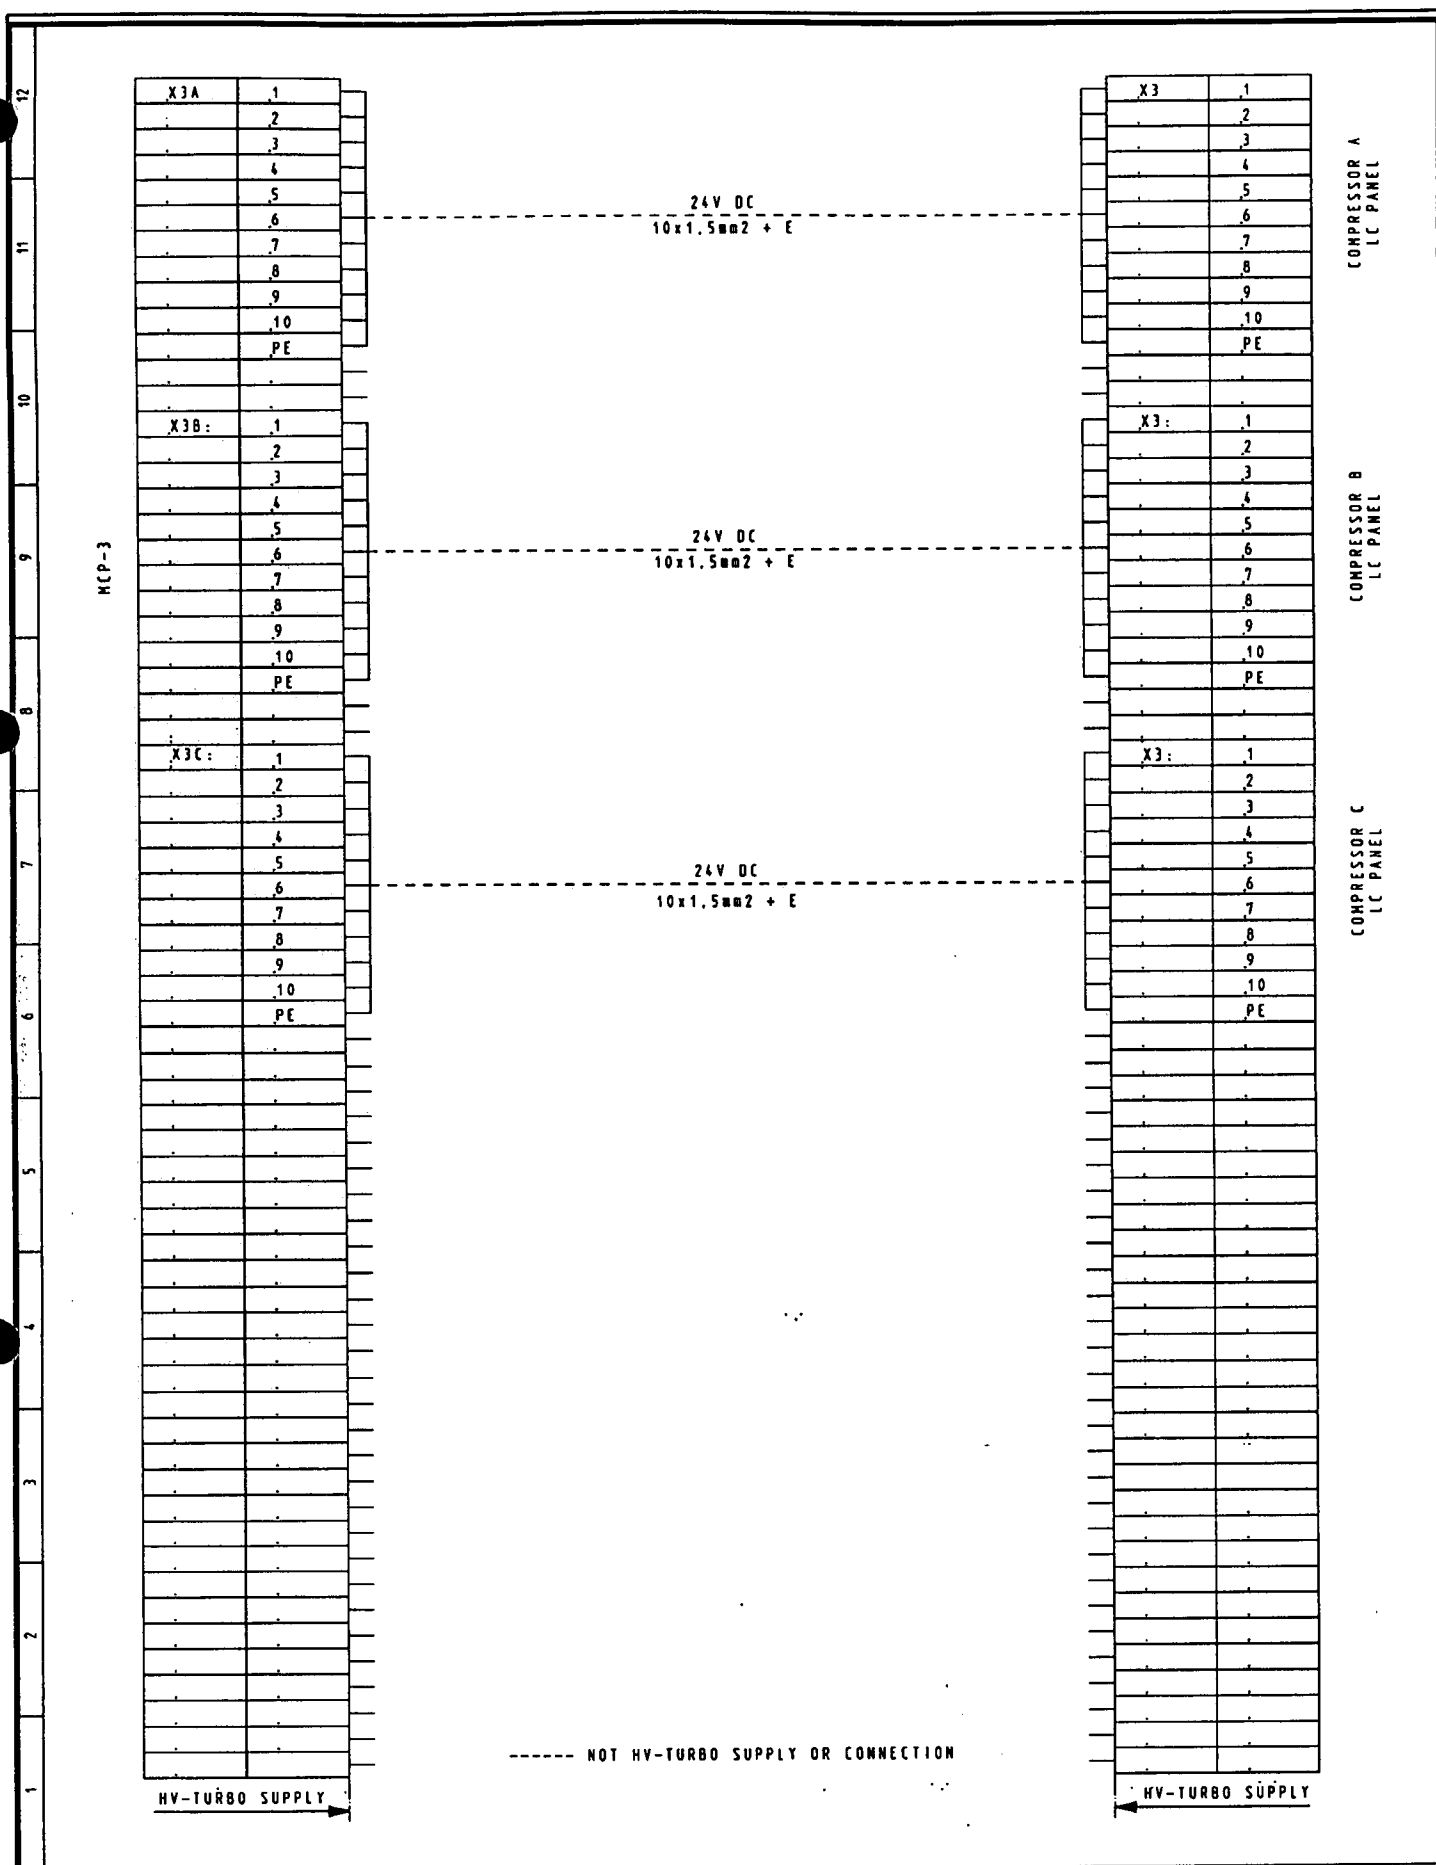 12
11
10
9
8
7
6
5
4
3
2
1
MCP-3
X3A .1
.2
.3
.4
.5
.6
.7
.8
.9
.10
PE
X3B: .1
.2
.3
.4
.5
.6
.7
.8
.9
.10
PE
X3C: .1
.2
.3
.4
.5
.6
.7
.8
.9
.10
PE
HV-TURBO SUPPLY
24V DC
10x1,5mm2 + E
24V DC
10x1,5mm2 + E
24V DC
10x1,5mm2 + E
------ NOT HV-TURBO SUPPLY OR CONNECTION
X3 .1
.2
.3
.4
.5
.6
.7
.8
.9
.10
PE
X3: .1
.2
.3
.4
.5
.6
.7
.8
.9
.10
PE
X3: .1
.2
.3
.4
.5
.6
.7
.8
.9
.10
PE
HV-TURBO SUPPLY
COMPRESSOR A
LC PANEL
COMPRESSOR B
LC PANEL
COMPRESSOR C
LC PANEL